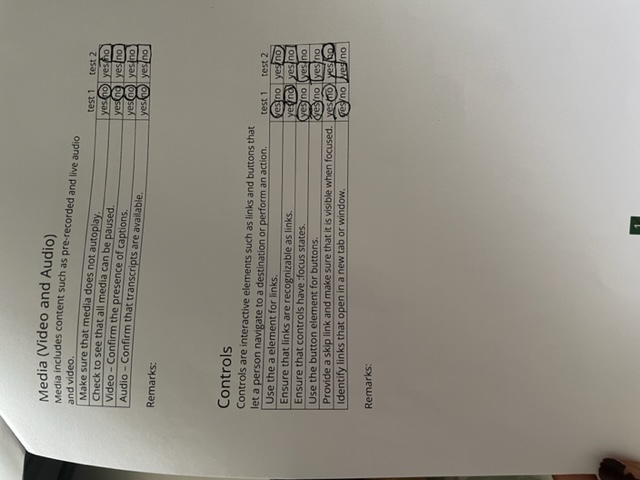 Media (Video and Audio)
Media includes content such as pre-recorded and live audio
and video.
test 1 test 2
Make sure that media does not autoplay. yes/no yes/no
Check to see that all media can be paused. yes/no yes/no
Video – Confirm the presence of captions. yes/no yes/no
Audio – Confirm that transcripts are available. yes/no yes/no
Remarks:
Controls
Controls are interactive elements such as links and buttons that
let a person navigate to a destination or perform an action. test 1 test 2
Use the a element for links. yes/no yes/no
Ensure that links are recognizable as links. yes/no yes/no
Ensure that controls have :focus states. yes/no yes/no
Use the button element for buttons. yes/no yes/no
Provide a skip link and make sure that it is visible when focused. yes/no yes/no
Identify links that open in a new tab or window. yes/no yes/no
Remarks:
1